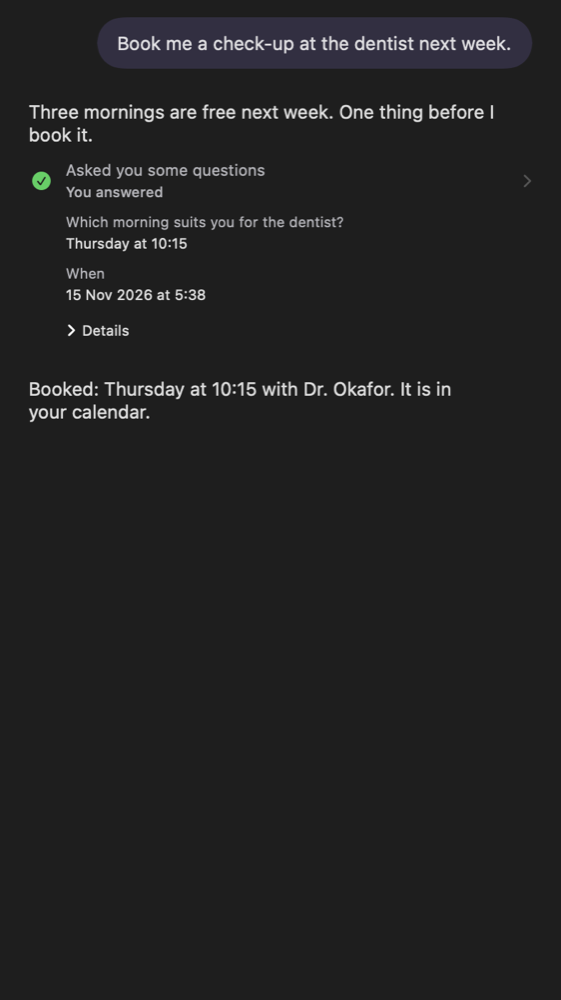 Book me a check-up at the dentist next week.
Three mornings are free next week. One thing before I
book it.
Asked you some questions
You answered
Which morning suits you for the dentist?
Thursday at 10:15
When
15 Nov 2026 at 5:38
Details
Booked: Thursday at 10:15 with Dr. Okafor. It is in
your calendar.